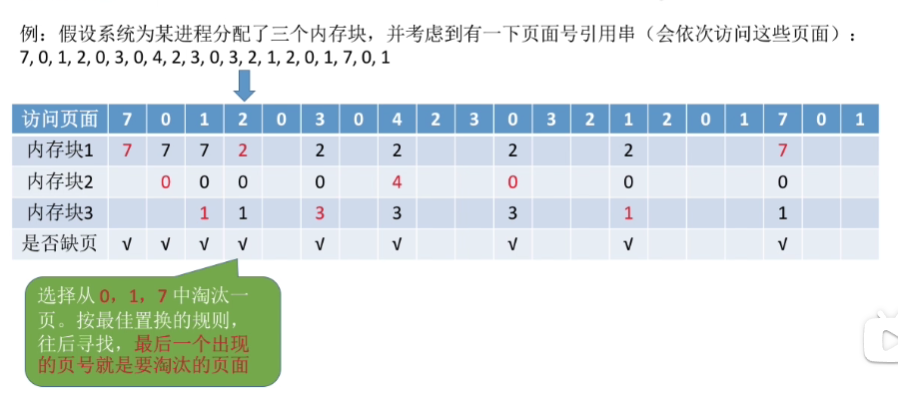 例：假设系统为某进程分配了三个内存块，并考虑到有一下页面号引用串（会依次访问这些页面）：
7, 0, 1, 2, 0, 3, 0, 4, 2, 3, 0, 3, 2, 1, 2, 0, 1, 7, 0, 1
访问页面 7 0 1 2 0 3 0 4 2 3 0 3 2 1 2 0 1 7 0 1
内存块1 7 7 7 2 2 2 2 2 7
内存块2 0 0 0 0 4 0 0 0
内存块3 1 1 3 3 3 1 1
是否缺页 √ √ √ √ √ √ √ √ √
选择从 0，1，7 中淘汰一
页。按最佳置换的规则，
往后寻找，最后一个出现
的页号就是要淘汰的页面